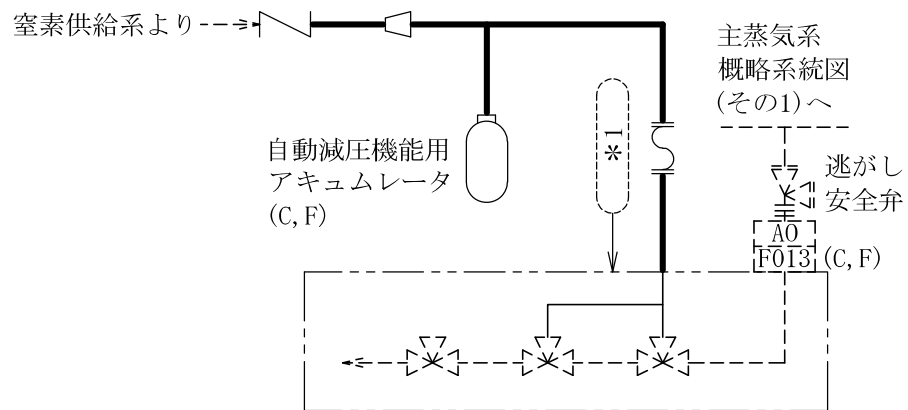 窒素供給系より
主蒸気系
概略系統図
(その1)へ
自動減圧機能用
アキュムレータ
(C,F)
*1
逃がし
安全弁
AO
F013 (C,F)